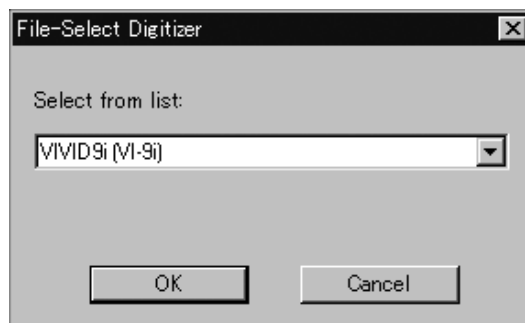 File-Select Digitizer
Select from list:
VIVID9i (VI-9i)
OK
Cancel